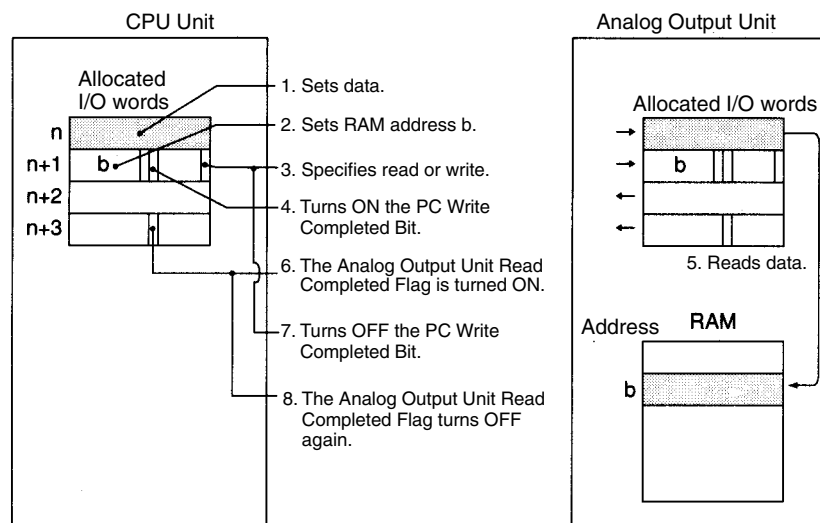 CPU Unit
Allocated
I/O words
n
n+1
b
n+2
n+3
1. Sets data.
2. Sets RAM address b.
3. Specifies read or write.
4. Turns ON the PC Write
Completed Bit.
6. The Analog Output Unit Read
Completed Flag is turned ON.
7. Turns OFF the PC Write
Completed Bit.
8. The Analog Output Unit Read
Completed Flag turns OFF
again.
Analog Output Unit
Allocated I/O words
b
5. Reads data.
Address
RAM
b